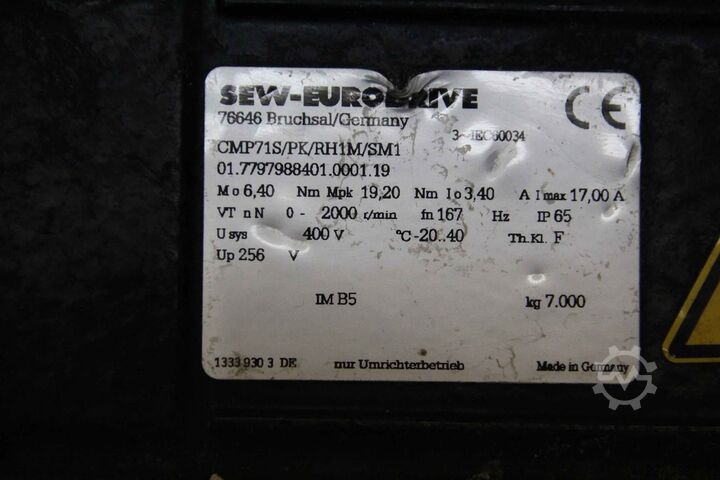 SEW-EURODRIVE
CE
76646 Bruchsal/Germany
3~IEC60034
CMP71S/PK/RH1M/SM1
01.7797988401.0001.19
Mo 6,40 Nm Mpk 19,20 Nm Io 3,40 A Imax 17,00 A
VT nN 0 - 2000 r/min fn 167 Hz IP 65
Usys 400 V °C -20..40 Th.Kl. F
Up 256 V
IM B5 kg 7.000
1333 930 3 DE nur Umrichterbetrieb Made in Germany